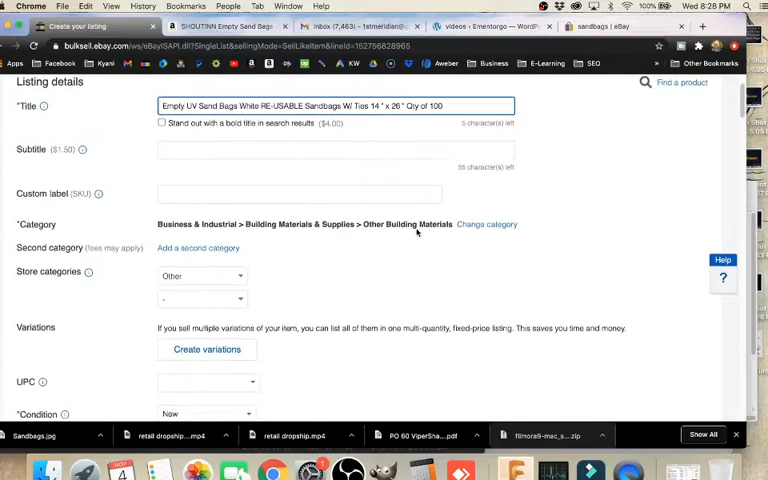 Chrome File Edit View History Bookmarks People Tab Window Help 100% Wed 8:28 PM
Create your listing SHOUTINN Empty Sand Bags Inbox (7,463) - 1stmeridian@ videos ‹ Ementorgo — WordP sandbags | eBay
bulksell.ebay.com/ws/eBayISAPI.dll?SingleList&sellingMode=SellLikeItem&lineId=152756828965
Apps Facebook Kyani KW Aweber Business E-Learning SEO Other Bookmarks
Listing details
Find a product
*Title Empty UV Sand Bags White RE-USABLE Sandbags W/ Ties 14 " x 26 " Qty of 100
Stand out with a bold title in search results ($4.00) 5 character(s) left
Subtitle ($1.50)
55 character(s) left
Custom label (SKU)
*Category Business & Industrial > Building Materials & Supplies > Other Building Materials Change category
Second category (fees may apply) Add a second category
Help
?
Store categories Other
-
Variations If you sell multiple variations of your item, you can list all of them in one multi-quantity, fixed-price listing. This saves you time and money.
Create variations
UPC
*Condition New
Sandbags.jpg retail dropship....mp4 retail dropship.mp4 PO 60 ViperSha....pdf filmora9-mac_s....zip Show All
NOV
4